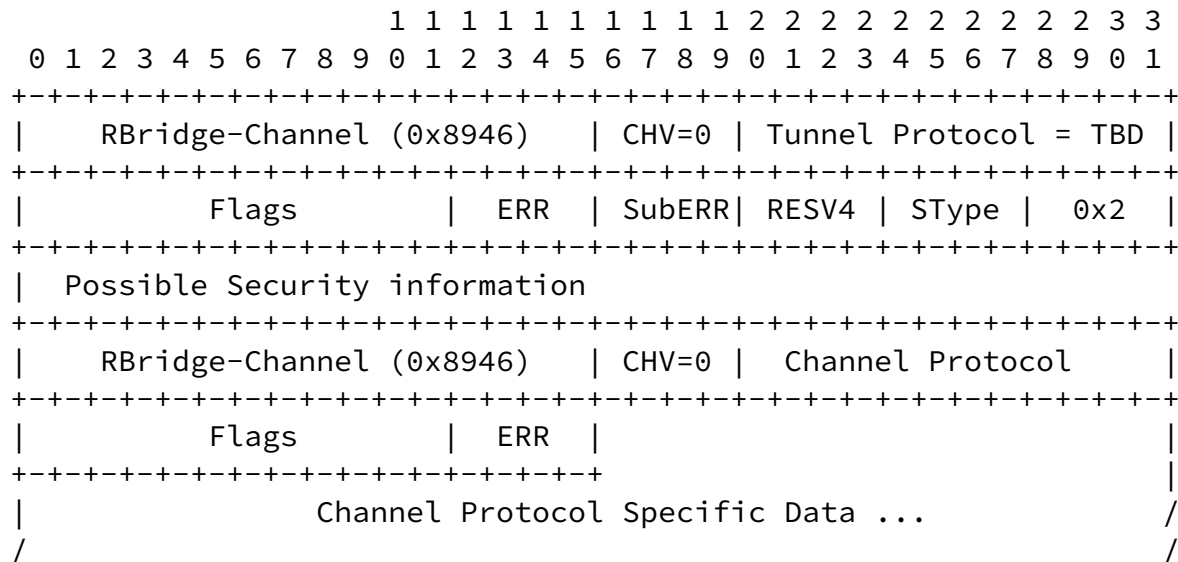 1 1 1 1 1 1 1 1 1 1 2 2 2 2 2 2 2 2 2 2 3 3
 0 1 2 3 4 5 6 7 8 9 0 1 2 3 4 5 6 7 8 9 0 1 2 3 4 5 6 7 8 9 0 1
+-+-+-+-+-+-+-+-+-+-+-+-+-+-+-+-+-+-+-+-+-+-+-+-+-+-+-+-+-+-+-+-+
|    RBridge-Channel (0x8946)   | CHV=0 | Tunnel Protocol = TBD |
+-+-+-+-+-+-+-+-+-+-+-+-+-+-+-+-+-+-+-+-+-+-+-+-+-+-+-+-+-+-+-+-+
|          Flags        |  ERR  | SubERR| RESV4 | SType |  0x2  |
+-+-+-+-+-+-+-+-+-+-+-+-+-+-+-+-+-+-+-+-+-+-+-+-+-+-+-+-+-+-+-+-+
|  Possible Security information
+-+-+-+-+-+-+-+-+-+-+-+-+-+-+-+-+-+-+-+-+-+-+-+-+-+-+-+-+-+-+-+-+
|    RBridge-Channel (0x8946)   | CHV=0 |  Channel Protocol     |
+-+-+-+-+-+-+-+-+-+-+-+-+-+-+-+-+-+-+-+-+-+-+-+-+-+-+-+-+-+-+-+-+
|          Flags        |  ERR  |                               |
+-+-+-+-+-+-+-+-+-+-+-+-+-+-+-+-+                               |
|                Channel Protocol Specific Data ...             /
/                                                               /